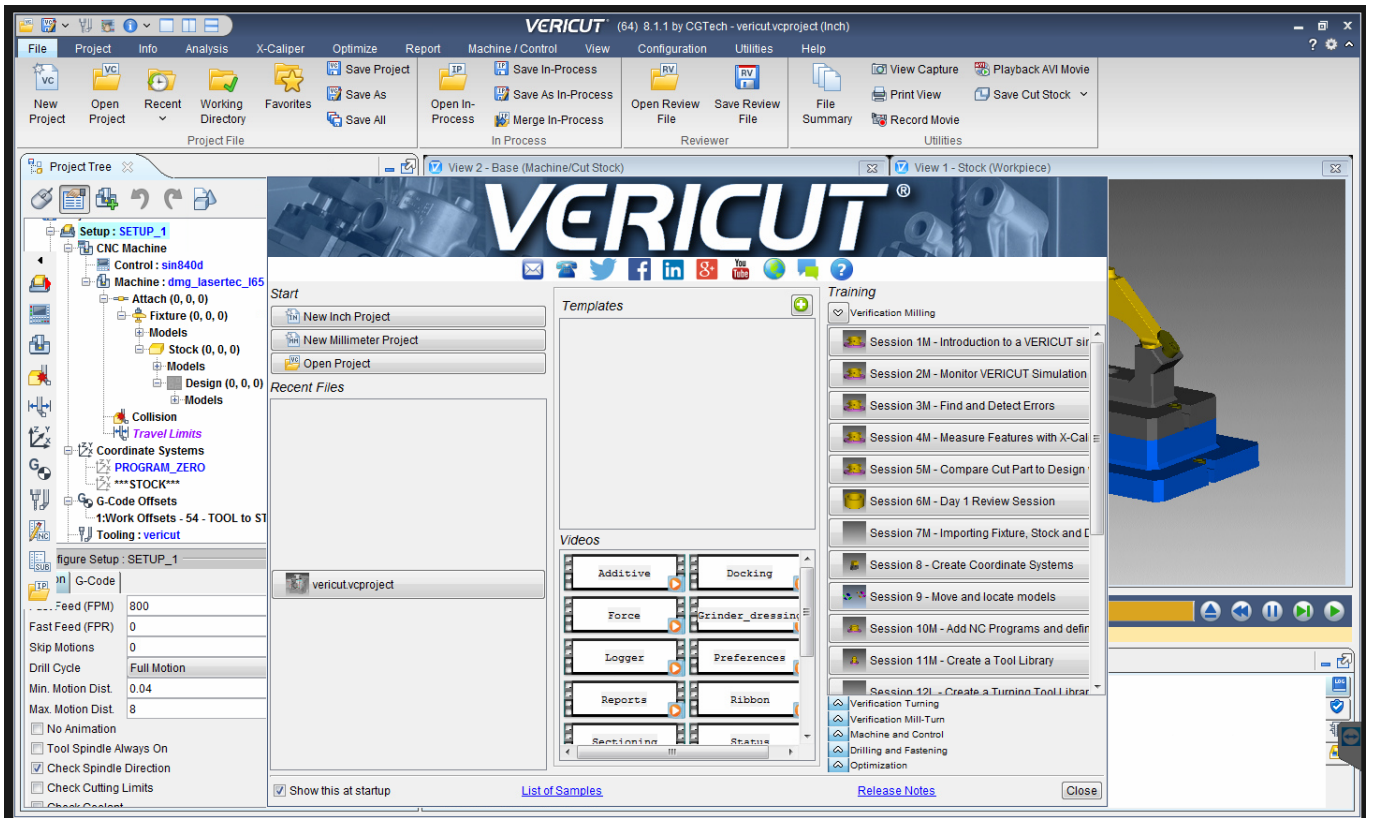 VERICUT (64) 8.1.1 by CGTech - vericut.vcproject (Inch)
File Project Info Analysis X-Caliper Optimize Report Machine / Control View Configuration Utilities Help
New Project
Open Project
Recent
Working Directory
Favorites
Save Project
Save As
Save All
Project File
Open In-Process
Save In-Process
Save As In-Process
Merge In-Process
In Process
Open Review File
Save Review File
Reviewer
File Summary
View Capture
Print View
Record Movie
Playback AVI Movie
Save Cut Stock
Utilities
Project Tree
View 2 - Base (Machine/Cut Stock)
View 1 - Stock (Workpiece)
Setup : SETUP_1
CNC Machine
Control : sin840d
Machine : dmg_lasertec_l65
Attach (0, 0, 0)
Fixture (0, 0, 0)
Models
Stock (0, 0, 0)
Models
Design (0, 0, 0)
Models
Collision
Travel Limits
Coordinate Systems
PROGRAM_ZERO
***STOCK***
G-Code Offsets
1:Work Offsets - 54 - TOOL to ST
Tooling : vericut
figure Setup : SETUP_1
on G-Code
Feed (FPM) 800
Fast Feed (FPR) 0
Skip Motions 0
Drill Cycle Full Motion
Min. Motion Dist. 0.04
Max. Motion Dist. 8
No Animation
Tool Spindle Always On
Check Spindle Direction
Check Cutting Limits
Check Coolant
VERICUT®
Start
New Inch Project
New Millimeter Project
Open Project
Recent Files
vericut.vcproject
Templates
Videos
Additive Docking
Force Grinder_dressing
Logger Preferences
Reports Ribbon
Sectioning Status
Training
Verification Milling
Session 1M - Introduction to a VERICUT sir
Session 2M - Monitor VERICUT Simulation
Session 3M - Find and Detect Errors
Session 4M - Measure Features with X-Cal
Session 5M - Compare Cut Part to Design
Session 6M - Day 1 Review Session
Session 7M - Importing Fixture, Stock and D
Session 8 - Create Coordinate Systems
Session 9 - Move and locate models
Session 10M - Add NC Programs and defin
Session 11M - Create a Tool Library
Session 12L - Create a Turning Tool Librar
Verification Turning
Verification Mill-Turn
Machine and Control
Drilling and Fastening
Optimization
Show this at startup
List of Samples
Release Notes
Close